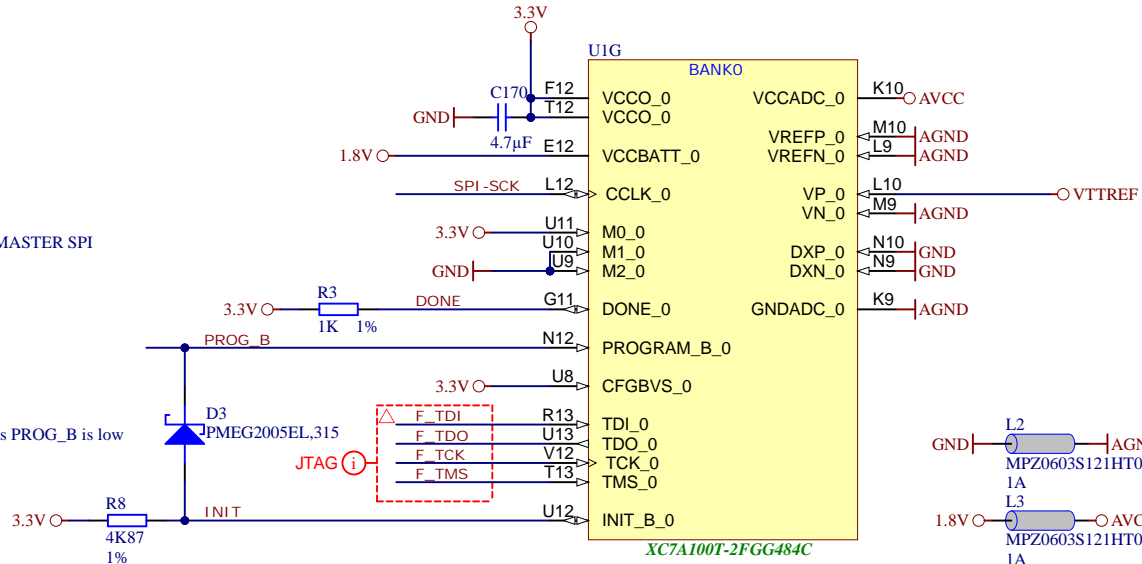 3.3V
U1G
BANK0
C170
4.7µF
GND
F12 VCCO_0
T12 VCCO_0
VCCADC_0 K10 AVCC
VREFP_0 M10 AGND
1.8V E12 VCCBATT_0
VREFN_0 L9 AGND
SPI-SCK L12 CCLK_0
VP_0 L10 VTTREF
VN_0 M9 AGND
MASTER SPI
3.3V U11 M0_0
U10 M1_0
GND U9 M2_0
DXP_0 N10 GND
DXN_0 N9 GND
3.3V R3 DONE G11 DONE_0
1K 1%
GNDADC_0 K9 AGND
PROG_B N12 PROGRAM_B_0
3.3V U8 CFGBVS_0
s PROG_B is low
D3
PMEG2005EL,315
JTAG i
F_TDI R13 TDI_0
F_TDO U13 TDO_0
F_TCK V12 TCK_0
F_TMS T13 TMS_0
L2
GND AGN
MPZ0603S121HT0
1A
3.3V R8 INIT U12 INIT_B_0
4K87
1%
L3
1.8V AVC
MPZ0603S121HT0
1A
XC7A100T-2FGG484C